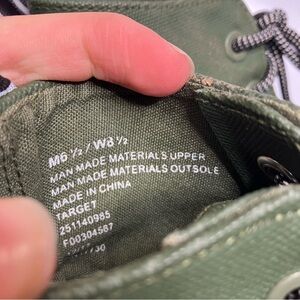 M6 ½ / W8 ½
MAN MADE MATERIALS UPPER
MAN MADE MATERIALS OUTSOLE
MADE IN CHINA
TARGET
251140985
F00304567